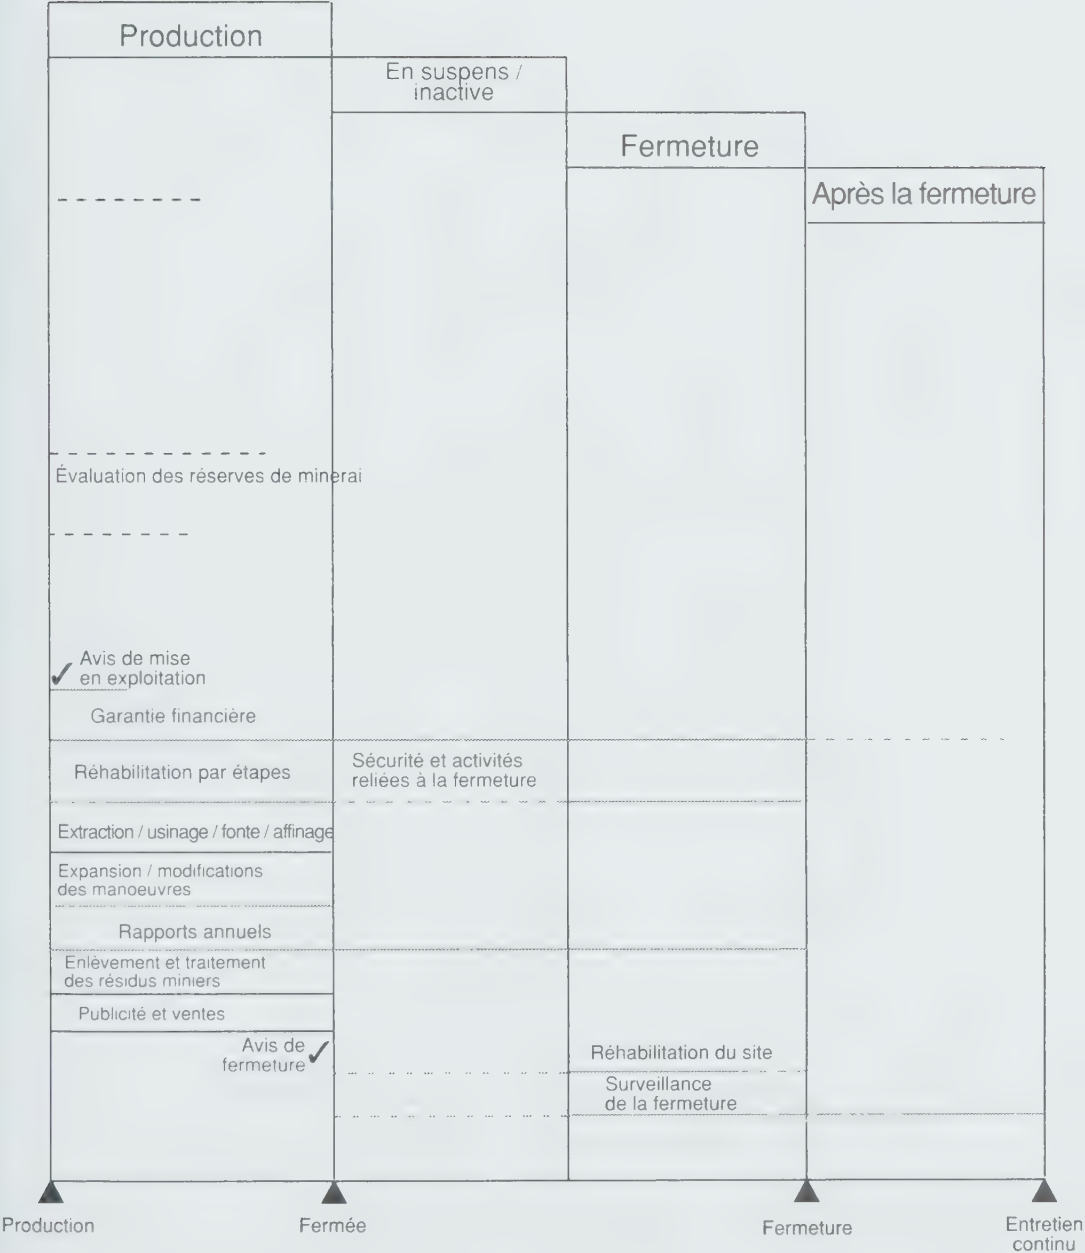 Production
En suspens /
inactive
Fermeture
Après la fermeture
Évaluation des réserves de minerai
Avis de mise
en exploitation
Garantie financière
Réhabilitation par étapes
Sécurité et activités
reliées à la fermeture
Extraction / usinage / fonte / affinage
Expansion / modifications
des manoeuvres
Rapports annuels
Enlèvement et traitement
des résidus miniers
Publicité et ventes
Avis de
fermeture
Réhabilitation du site
Surveillance
de la fermeture
Production
Fermée
Fermeture
Entretien
continu